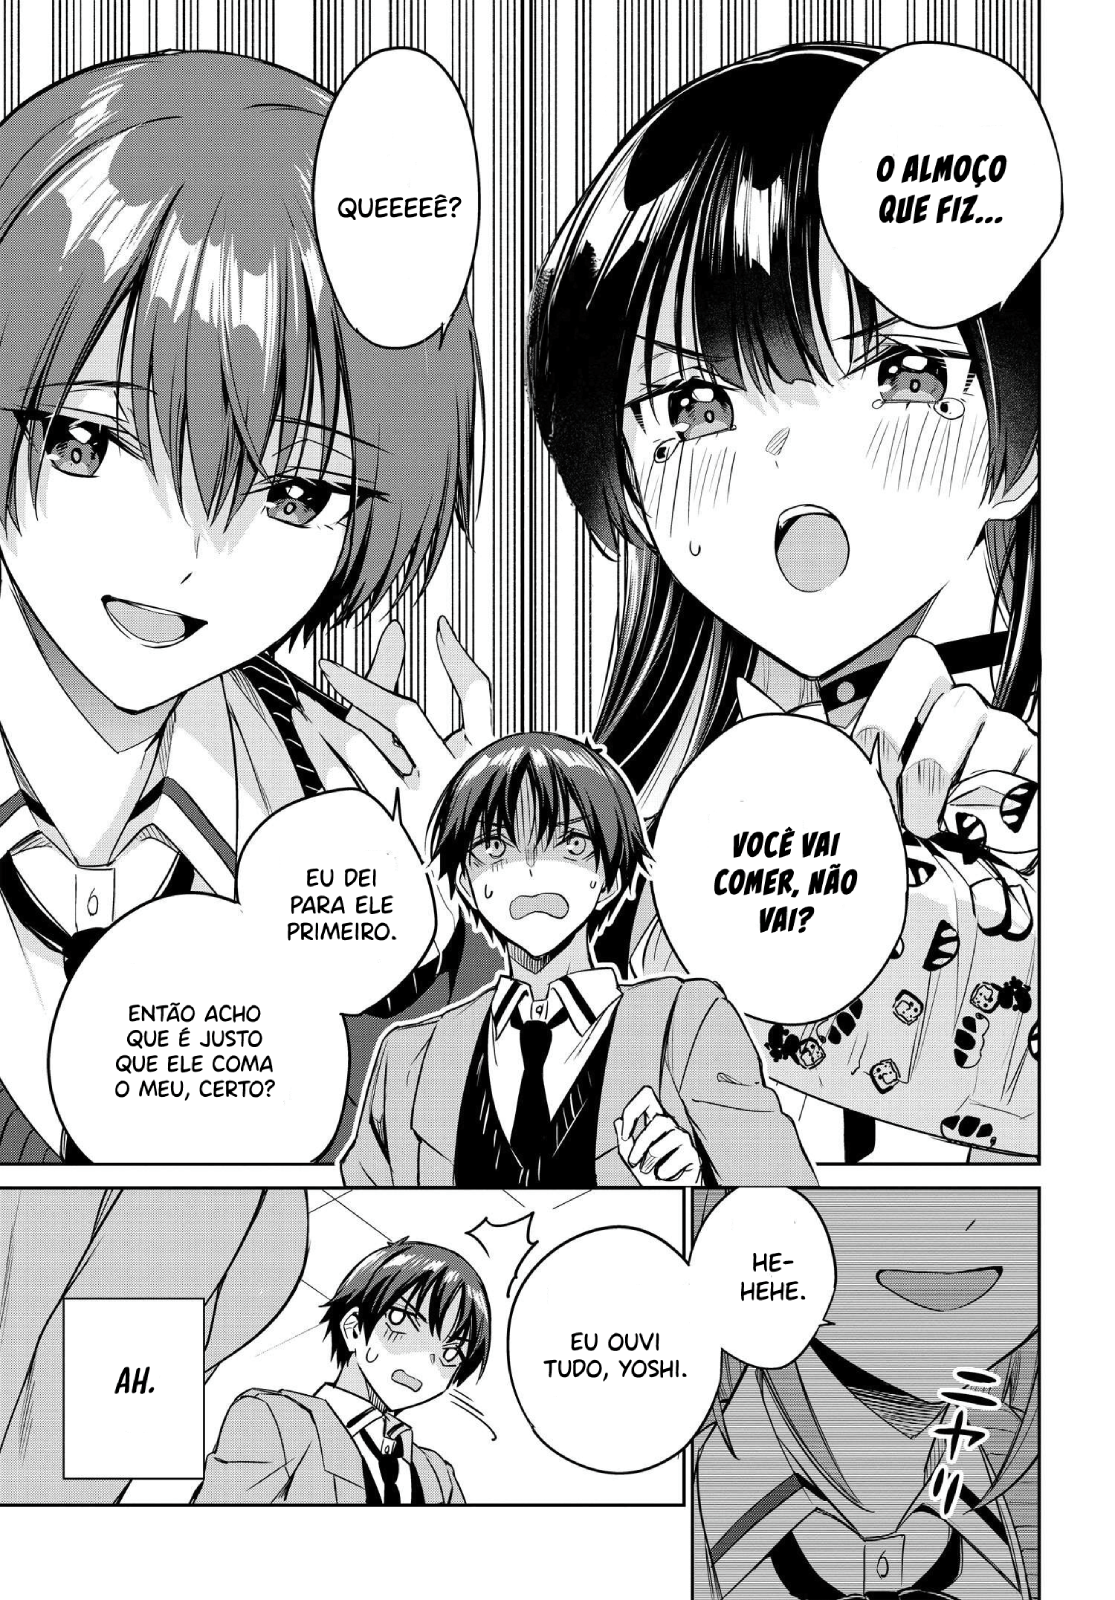 O ALMOÇO
QUE FIZ...
QUEEEEÊ?
VOCÊ VAI
COMER, NÃO
VAI?
EU DEI
PARA ELE
PRIMEIRO.
ENTÃO ACHO
QUE É JUSTO
QUE ELE COMA
O MEU, CERTO?
HE-
HEHE.
ニヤリ
EU OUVI
TUDO, YOSHI.
AH.